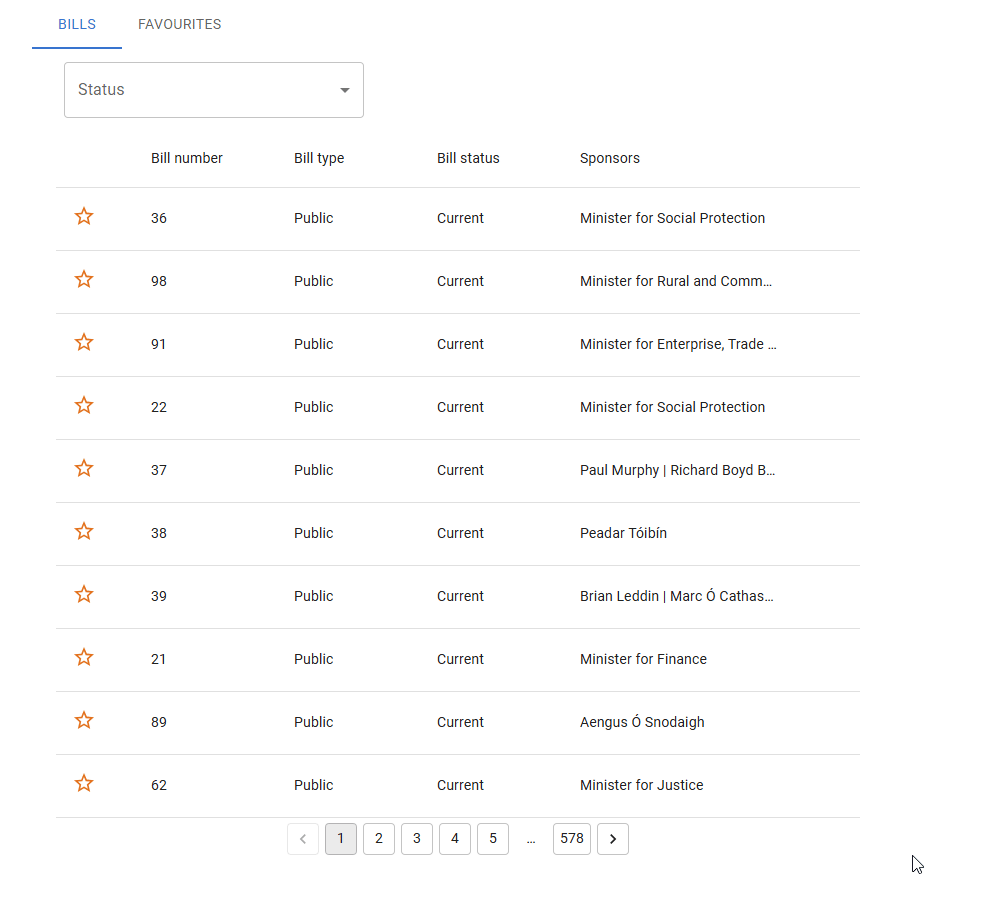 BILLS FAVOURITES
Status
Bill number Bill type Bill status Sponsors
36 Public Current Minister for Social Protection
98 Public Current Minister for Rural and Comm…
91 Public Current Minister for Enterprise, Trade …
22 Public Current Minister for Social Protection
37 Public Current Paul Murphy | Richard Boyd B…
38 Public Current Peadar Tóibín
39 Public Current Brian Leddin | Marc Ó Cathas…
21 Public Current Minister for Finance
89 Public Current Aengus Ó Snodaigh
62 Public Current Minister for Justice
1 2 3 4 5 … 578